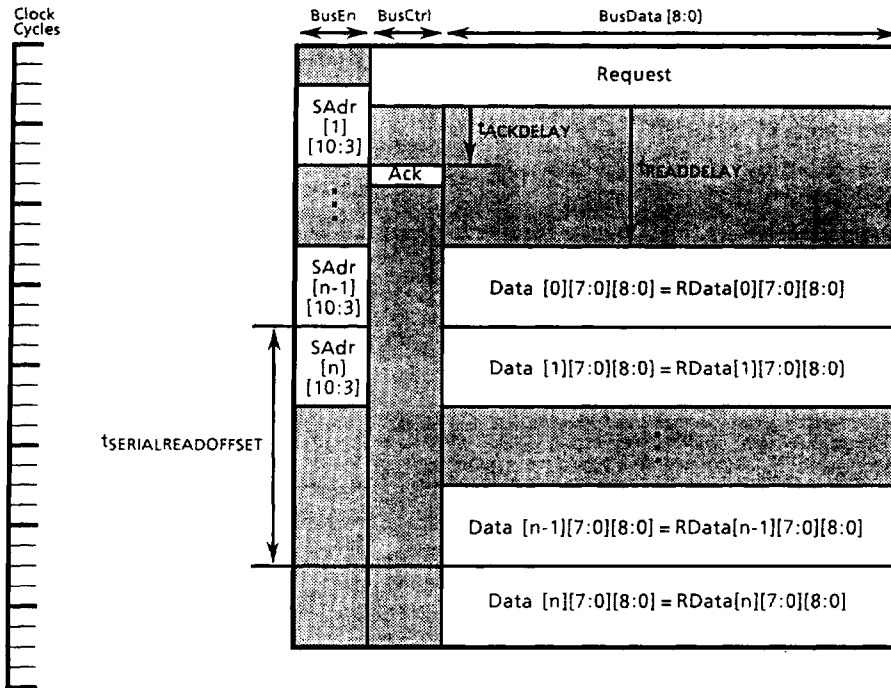 Clock
Cycles
BusEn
BusCtrl
BusData [8:0]
Request
SAdr
[1]
[10:3]
tACKDELAY
tREADDELAY
Ack
SAdr
[n-1]
[10:3]
Data [0][7:0][8:0] = RData[0][7:0][8:0]
SAdr
[n]
[10:3]
Data [1][7:0][8:0] = RData[1][7:0][8:0]
tSERIALREADOFFSET
Data [n-1][7:0][8:0] = RData[n-1][7:0][8:0]
Data [n][7:0][8:0] = RData[n][7:0][8:0]